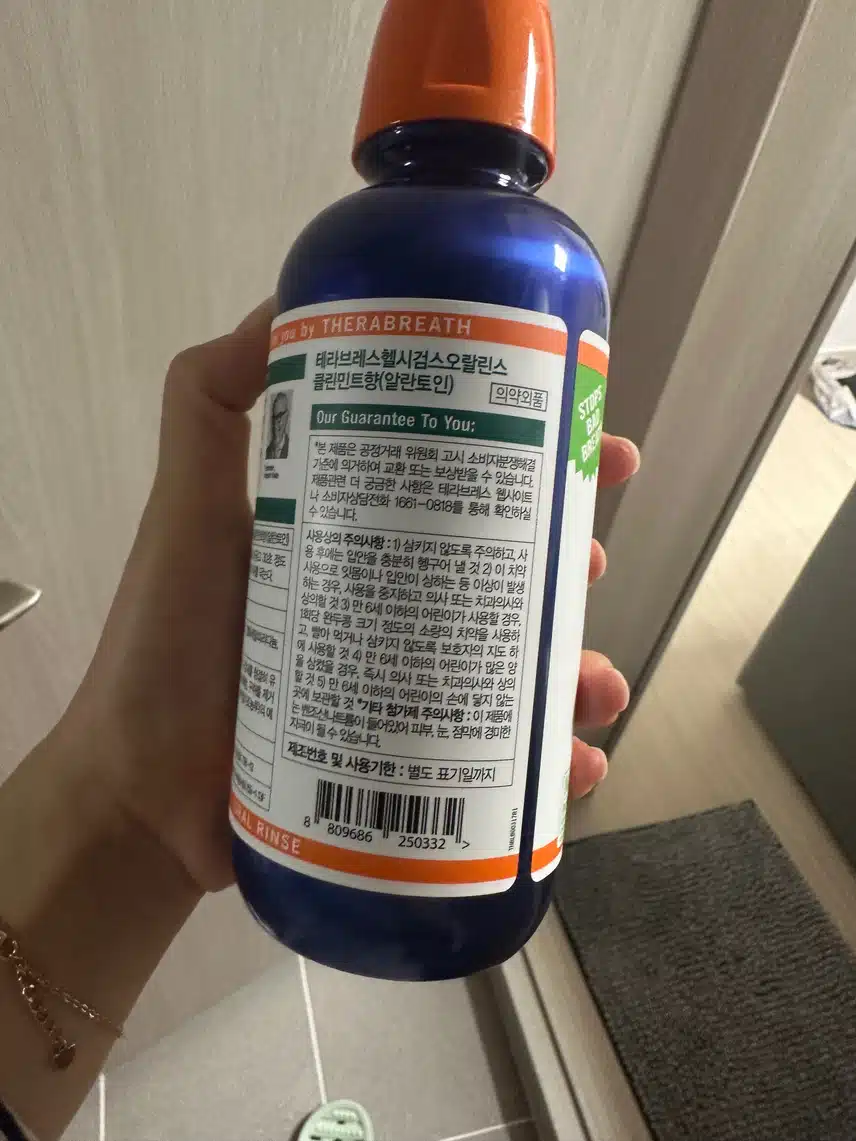 you by THERABREATH
테라브레스헬시검스오랄린스
클린민트향(알란토인)
의약외품
Our Guarantee To You:
*본 제품은 공정거래 위원회 고시 소비자분쟁해결
기준에 의거하여 교환 또는 보상받을 수 있습니다.
제품관련 더 궁금한 사항은 테라브레스 웹사이트
나 소비자상담전화 1661-0818를 통해 확인하실
수 있습니다.
사용상의 주의사항 : 1) 삼키지 않도록 주의하고, 사
용 후에는 입안을 충분히 헹구어 낼 것 2) 이 치약
사용으로 잇몸이나 입안이 상하는 등 이상이 발생
하는 경우, 사용을 중지하고 의사 또는 치과의사와
상의할 것 3) 만 6세 이하의 어린이가 사용할 경우,
1회당 완두콩 크기 정도의 소량의 치약을 사용하
고, 빨아 먹거나 삼키지 않도록 보호자의 지도 하
에 사용할 것 4) 만 6세 이하의 어린이가 많은 양
을 삼켰을 경우, 즉시 의사 또는 치과의사와 상의
할 것 5) 만 6세 이하의 어린이의 손에 닿지 않는
곳에 보관할 것 *기타 첨가제 주의사항 : 이 제품에
는 벤조산나트륨이 들어있어 피부, 눈, 점막에 경미한
자극이 될 수 있습니다.
제조번호 및 사용기한 : 별도 표기일까지
8 809686 250332 >
RAL RINSE
STOPS
BAD
BREA